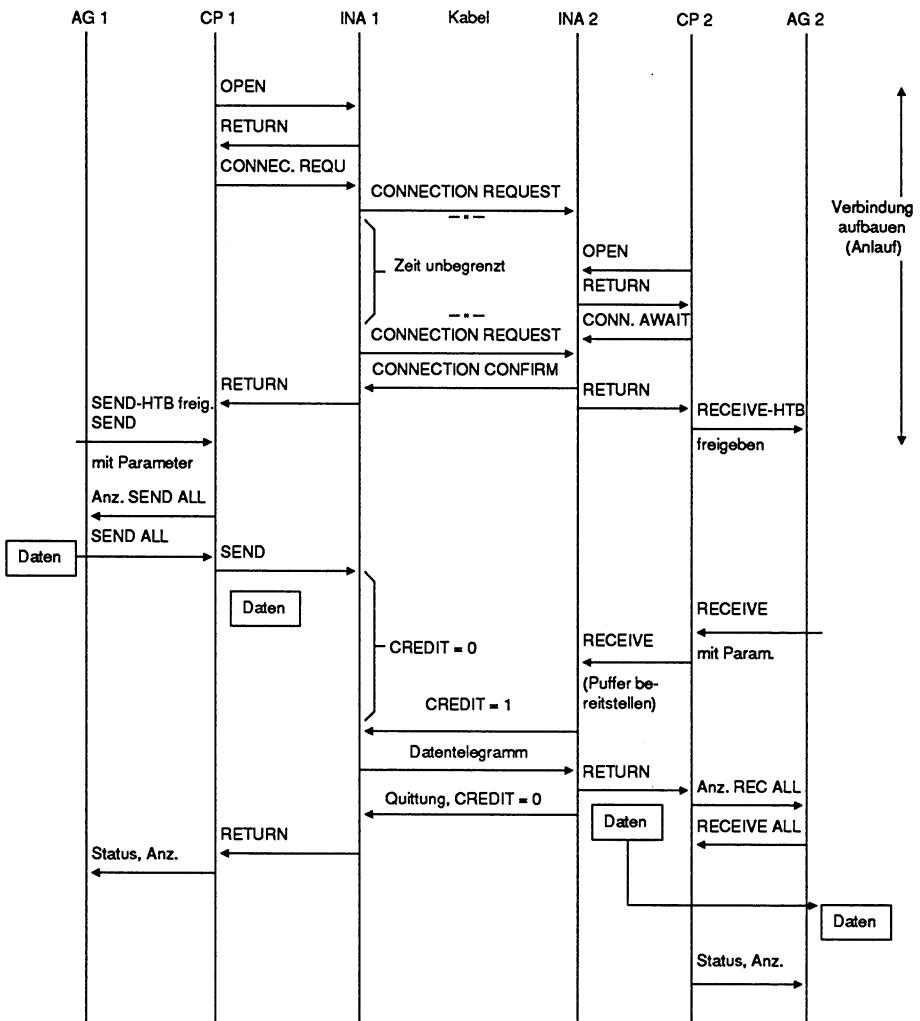 AG 1 CP 1 INA 1 Kabel INA 2 CP 2 AG 2
OPEN
RETURN
CONNEC. REQU
CONNECTION REQUEST
Verbindung
aufbauen
(Anlauf)
OPEN
Zeit unbegrenzt
RETURN
CONN. AWAIT
CONNECTION REQUEST
CONNECTION CONFIRM
RETURN
RETURN
SEND-HTB freig.
RECEIVE-HTB
SEND
freigeben
mit Parameter
Anz. SEND ALL
SEND ALL
Daten
SEND
Daten
RECEIVE
CREDIT = 0
RECEIVE
mit Param.
(Puffer be-
reitstellen)
CREDIT = 1
Datentelegramm
RETURN
Anz. REC ALL
Quittung, CREDIT = 0
Daten
RECEIVE ALL
RETURN
Status, Anz.
Daten
Status, Anz.